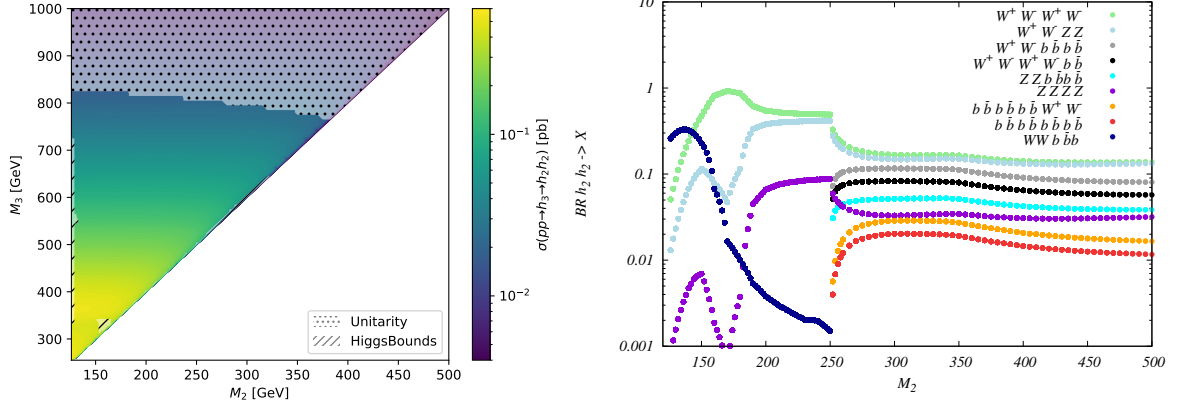 1000
900
800
700
600
500
400
300
M₃ [GeV]
150 200 250 300 350 400 450 500
M₂ [GeV]
Unitarity
HiggsBounds
10⁻¹
10⁻²
σ(pp→h₃→h₂h₂) [pb]
10
1
0.1
0.01
0.001
BR h₂ h₂ -> X
W⁺ W⁻ W⁺ W⁻
W⁺ W⁻ Z Z
W⁺ W⁻ b b̄ b b̄
W⁺ W⁻ W⁺ W⁻ b b̄
Z Z b b̄ b b̄
Z Z Z Z
b b̄ b b̄ b b̄ W⁺ W⁻
b b̄ b b̄ b b̄ b b̄
WW b b̄b
150 200 250 300 350 400 450 500
M₂